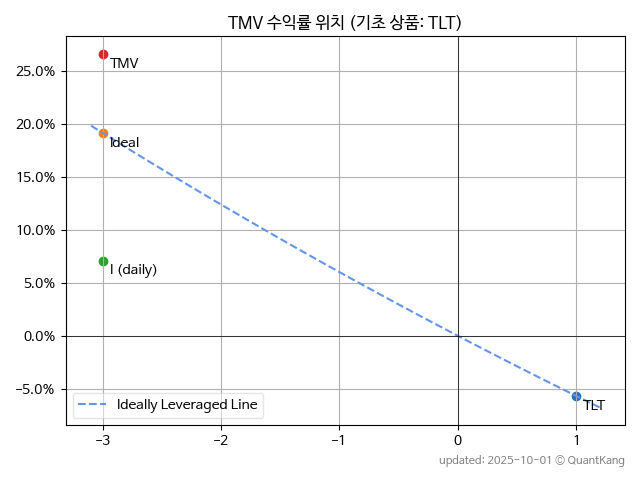 TMV 수익률 위치 (기초 상품: TLT)
25.0%
20.0%
15.0%
10.0%
5.0%
0.0%
−5.0%
TMV
Ideal
I (daily)
TLT
Ideally Leveraged Line
−3
−2
−1
0
1
updated: 2025-10-01 © QuantKang